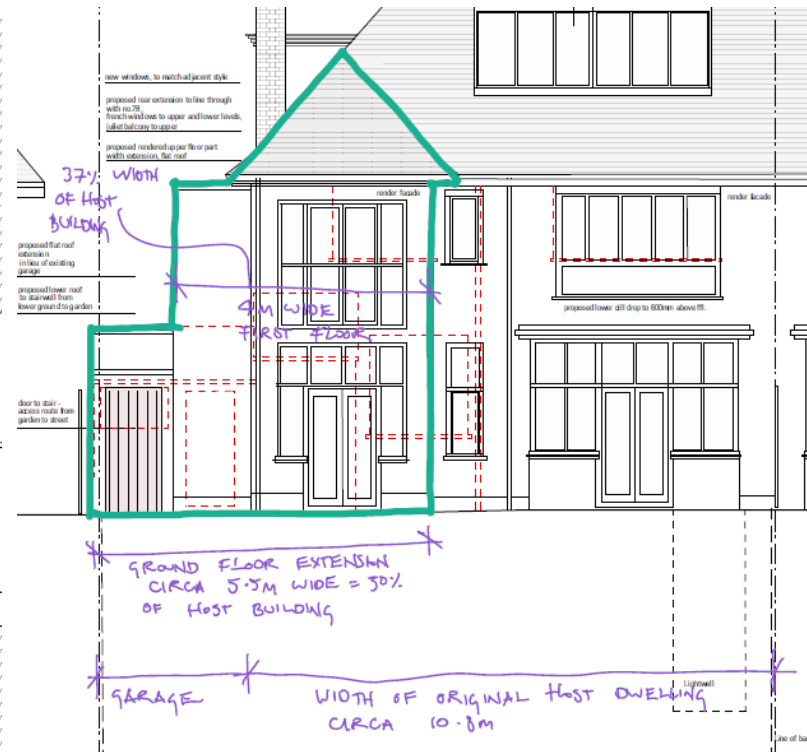 new windows, to match adjacent style
proposed rear extension to line through
with no.78,
french windows to upper and lower levels,
juliet balcony to upper
proposed rendered upper floor part
width extension, flat roof
37% WIDTH
OF HOST
BUILDING
render facade
render facade
proposed flat roof
extension
in lieu of existing
garage
proposed lower roof
to stairwell from
lower ground to garden
4M WIDE
FIRST FLOOR
proposed lower cill drop to 600mm above ffl.
door to stair -
access route from
garden to street
GROUND FLOOR EXTENSION
CIRCA 5.5M WIDE = 50%
OF HOST BUILDING
GARAGE
WIDTH OF ORIGINAL HOST DWELLING
CIRCA 10.8M
Lightwell
line of ba